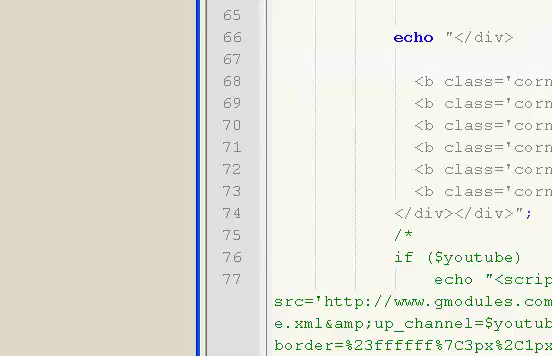 65
66 echo "</div>
67
68 <b class='corn
69 <b class='corn
70 <b class='corn
71 <b class='corn
72 <b class='corn
73 <b class='corn
74 </div></div>";
75 /*
76 if ($youtube)
77 echo "<scrip
src='http://www.gmodules.com
e.xml&amp;up_channel=$youtub
border=%23ffffff%7C3px%2C1px